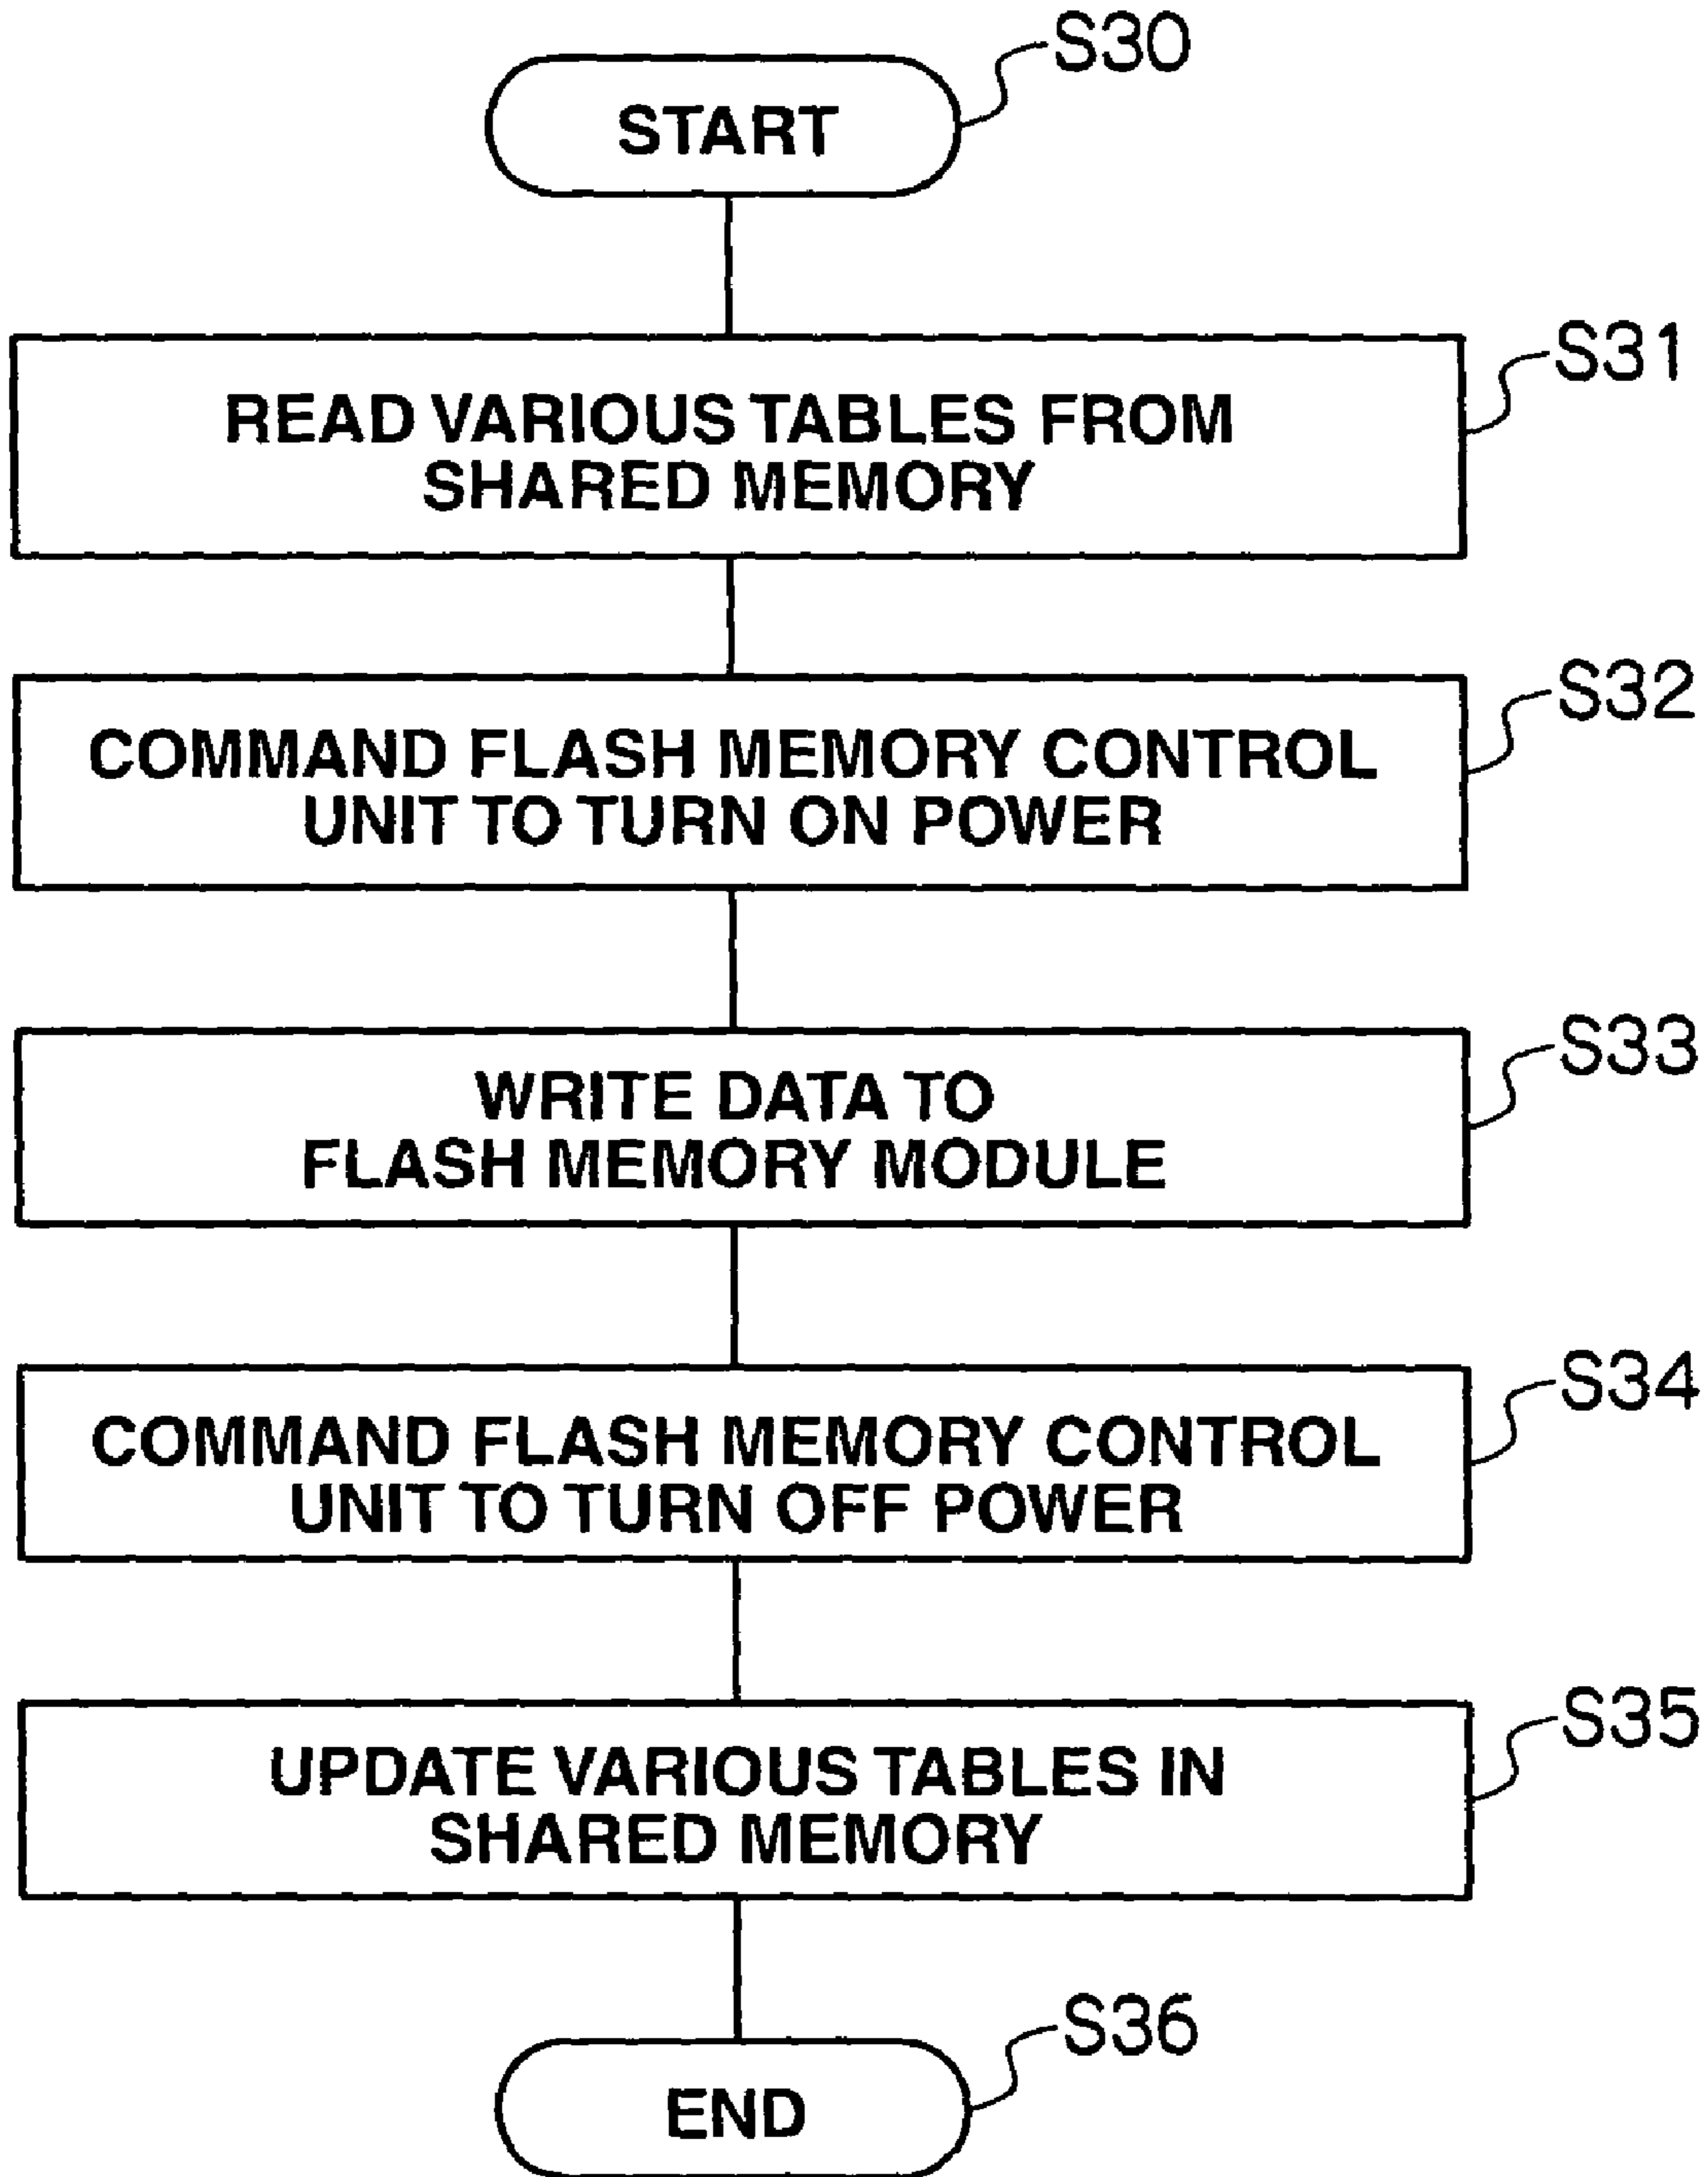 S30
START
S31
READ VARIOUS TABLES FROM
SHARED MEMORY
S32
COMMAND FLASH MEMORY CONTROL
UNIT TO TURN ON POWER
S33
WRITE DATA TO
FLASH MEMORY MODULE
S34
COMMAND FLASH MEMORY CONTROL
UNIT TO TURN OFF POWER
S35
UPDATE VARIOUS TABLES IN
SHARED MEMORY
S36
END